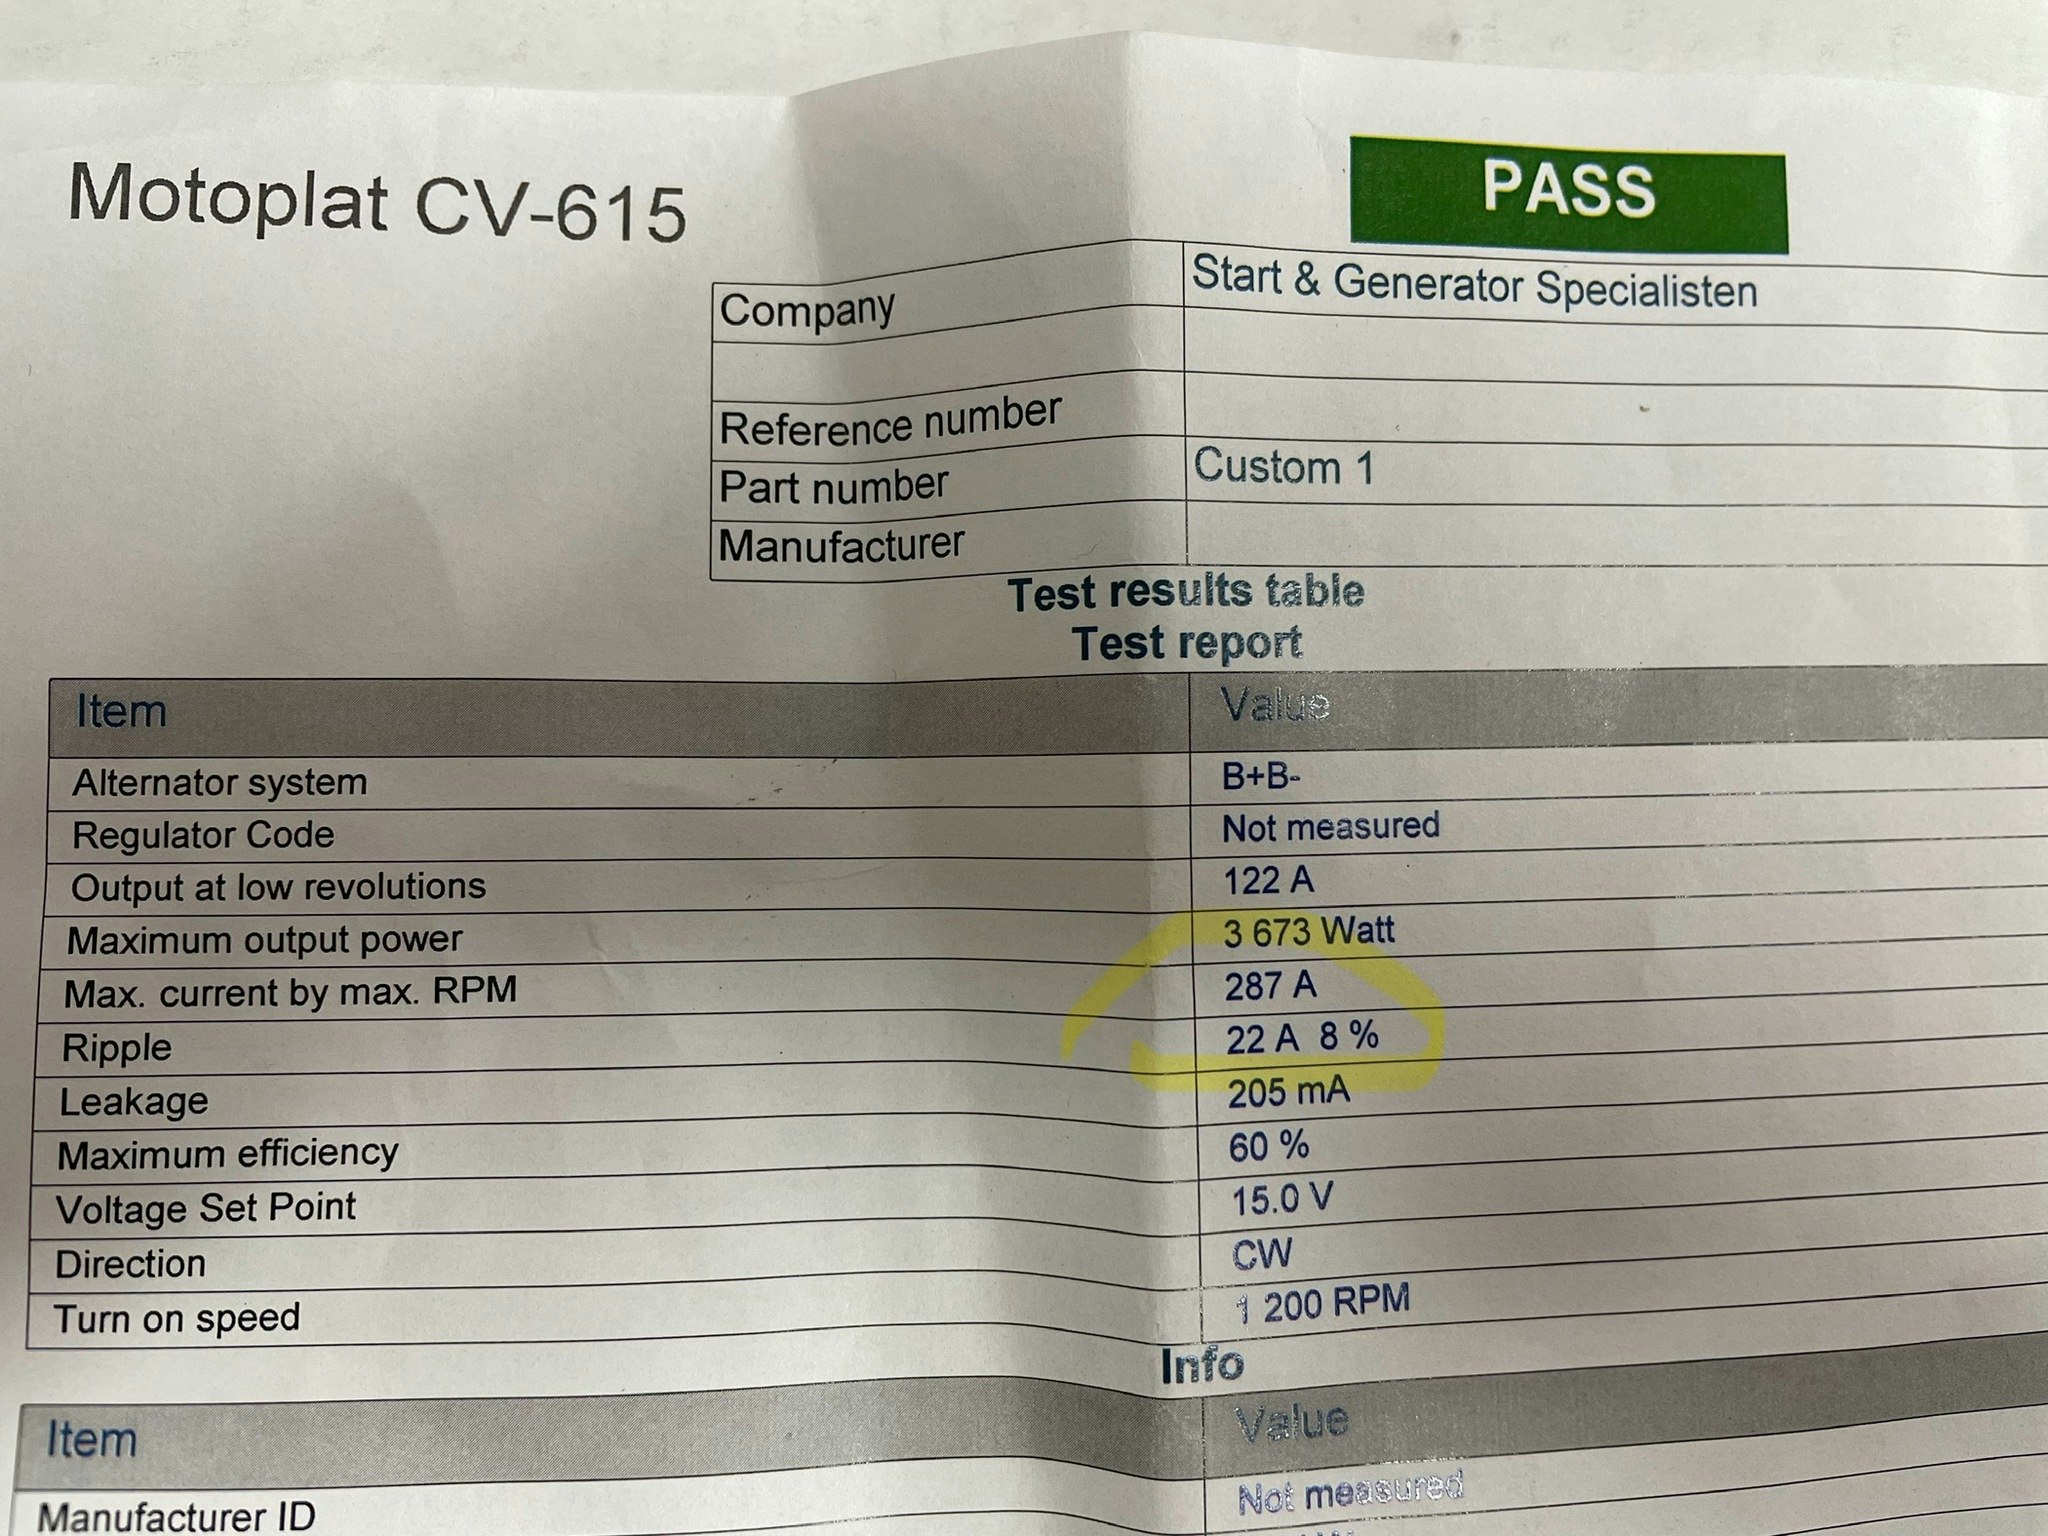 Motoplat CV-615
PASS
Company Start & Generator Specialisten
Reference number
Part number Custom 1
Manufacturer
Test results table
Test report
Item Value
Alternator system B+B-
Regulator Code Not measured
Output at low revolutions 122 A
Maximum output power 3 673 Watt
Max. current by max. RPM 287 A
Ripple 22 A 8 %
Leakage 205 mA
Maximum efficiency 60 %
Voltage Set Point 15.0 V
Direction CW
Turn on speed 1 200 RPM
Info
Item Value
Manufacturer ID Not measured